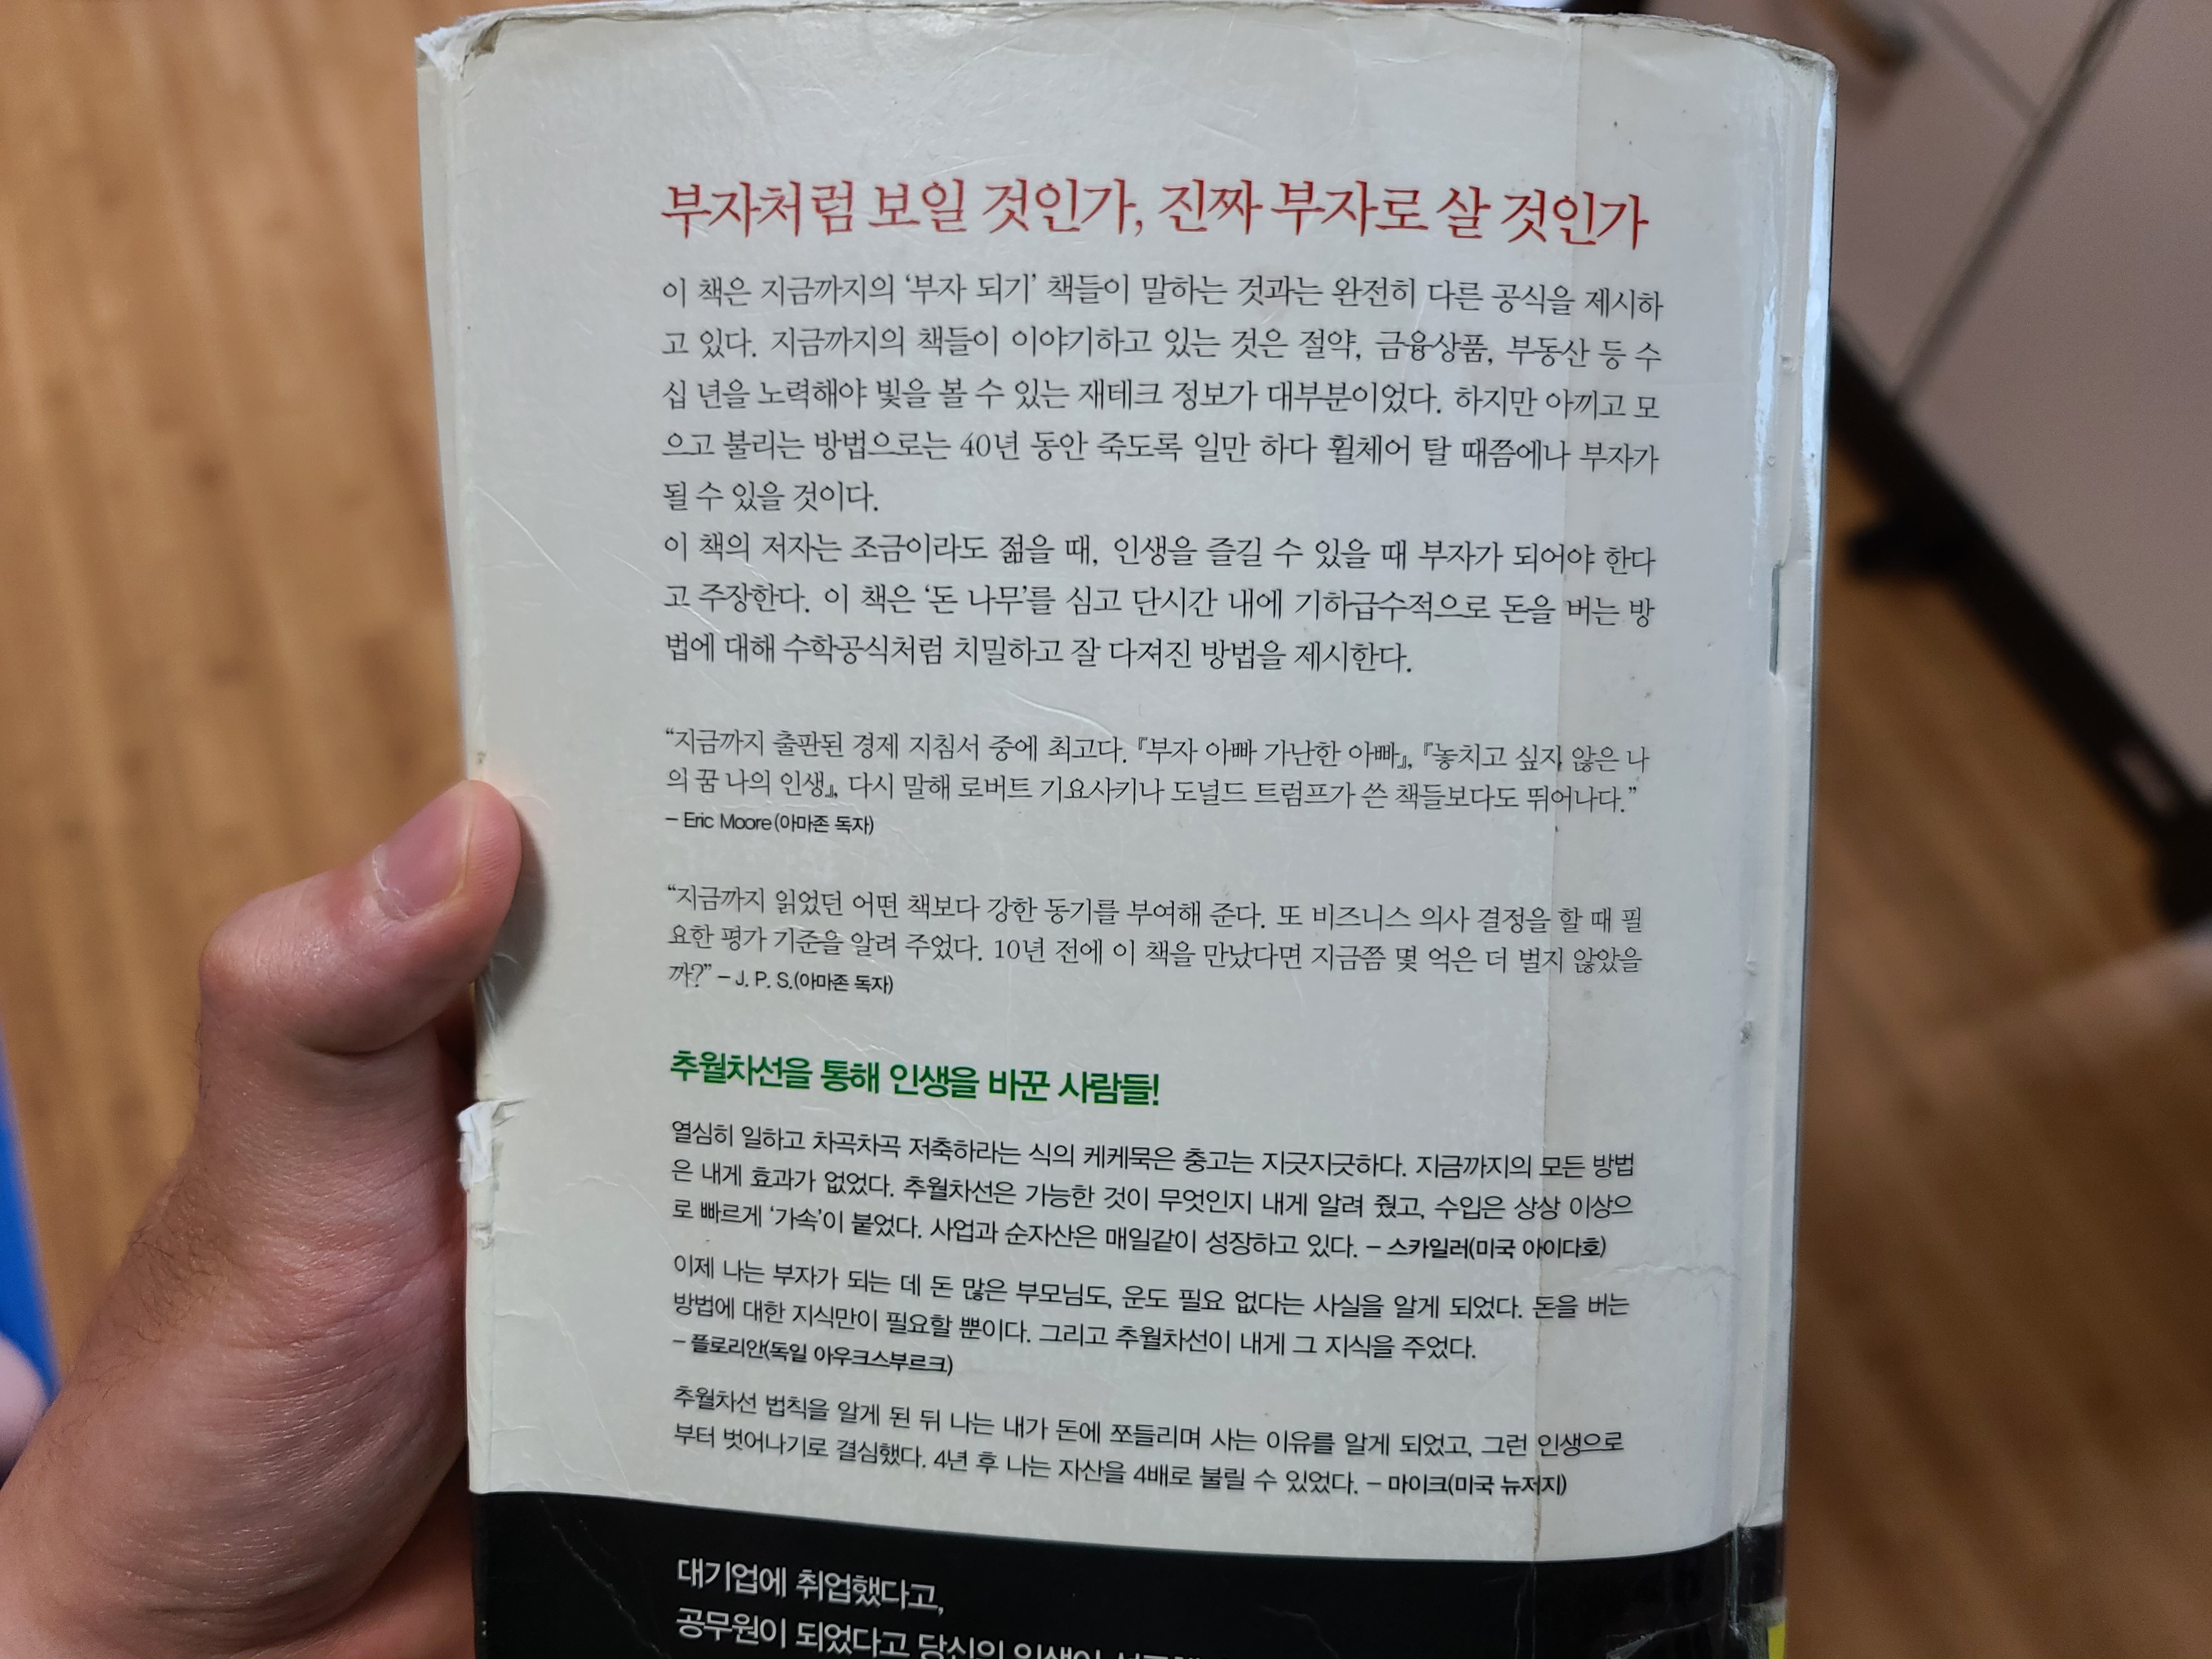 부자처럼 보일 것인가, 진짜 부자로 살 것인가
이 책은 지금까지의 ‘부자 되기’ 책들이 말하는 것과는 완전히 다른 공식을 제시하
고 있다. 지금까지의 책들이 이야기하고 있는 것은 절약, 금융상품, 부동산 등 수
십 년을 노력해야 빛을 볼 수 있는 재테크 정보가 대부분이었다. 하지만 아끼고 모
으고 불리는 방법으로는 40년 동안 죽도록 일만 하다 휠체어 탈 때쯤에나 부자가
될 수 있을 것이다.
이 책의 저자는 조금이라도 젊을 때, 인생을 즐길 수 있을 때 부자가 되어야 한다
고 주장한다. 이 책은 ‘돈 나무’를 심고 단시간 내에 기하급수적으로 돈을 버는 방
법에 대해 수학공식처럼 치밀하고 잘 다져진 방법을 제시한다.
“지금까지 출판된 경제 지침서 중에 최고다. 『부자 아빠 가난한 아빠』, 『놓치고 싶지 않은 나
의 꿈 나의 인생』, 다시 말해 로버트 기요사키나 도널드 트럼프가 쓴 책들보다도 뛰어나다.”
– Eric Moore(아마존 독자)
“지금까지 읽었던 어떤 책보다 강한 동기를 부여해 준다. 또 비즈니스 의사 결정을 할 때 필
요한 평가 기준을 알려 주었다. 10년 전에 이 책을 만났다면 지금쯤 몇 억은 더 벌지 않았을
까?” – J. P. S.(아마존 독자)
추월차선을 통해 인생을 바꾼 사람들!
열심히 일하고 차곡차곡 저축하라는 식의 케케묵은 충고는 지긋지긋하다. 지금까지의 모든 방법
은 내게 효과가 없었다. 추월차선은 가능한 것이 무엇인지 내게 알려 줬고, 수입은 상상 이상으
로 빠르게 ‘가속’이 붙었다. 사업과 순자산은 매일같이 성장하고 있다. – 스카일러(미국 아이다호)
이제 나는 부자가 되는 데 돈 많은 부모님도, 운도 필요 없다는 사실을 알게 되었다. 돈을 버는
방법에 대한 지식만이 필요할 뿐이다. 그리고 추월차선이 내게 그 지식을 주었다.
– 플로리안(독일 아우크스부르크)
추월차선 법칙을 알게 된 뒤 나는 내가 돈에 쪼들리며 사는 이유를 알게 되었고, 그런 인생으로
부터 벗어나기로 결심했다. 4년 후 나는 자산을 4배로 불릴 수 있었다. – 마이크(미국 뉴저지)
대기업에 취업했다고,
공무원이 되었다고 당신의 인생이